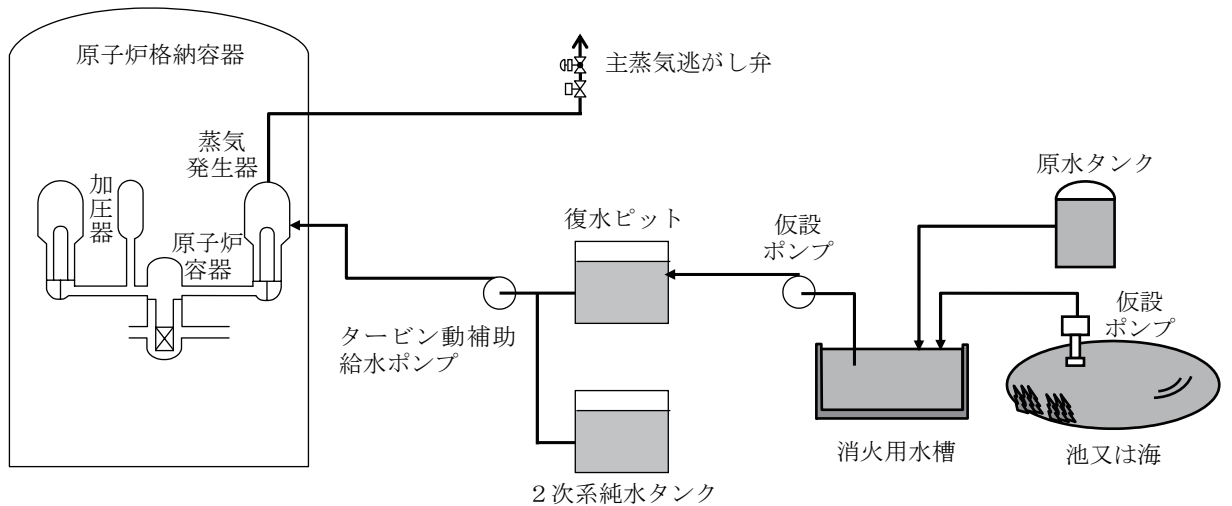 原子炉格納容器
主蒸気逃がし弁
蒸気
発生器
加圧器
原子炉
容器
タービン動補助
給水ポンプ
復水ピット
2次系純水タンク
仮設
ポンプ
原水タンク
仮設
ポンプ
消火用水槽
池又は海